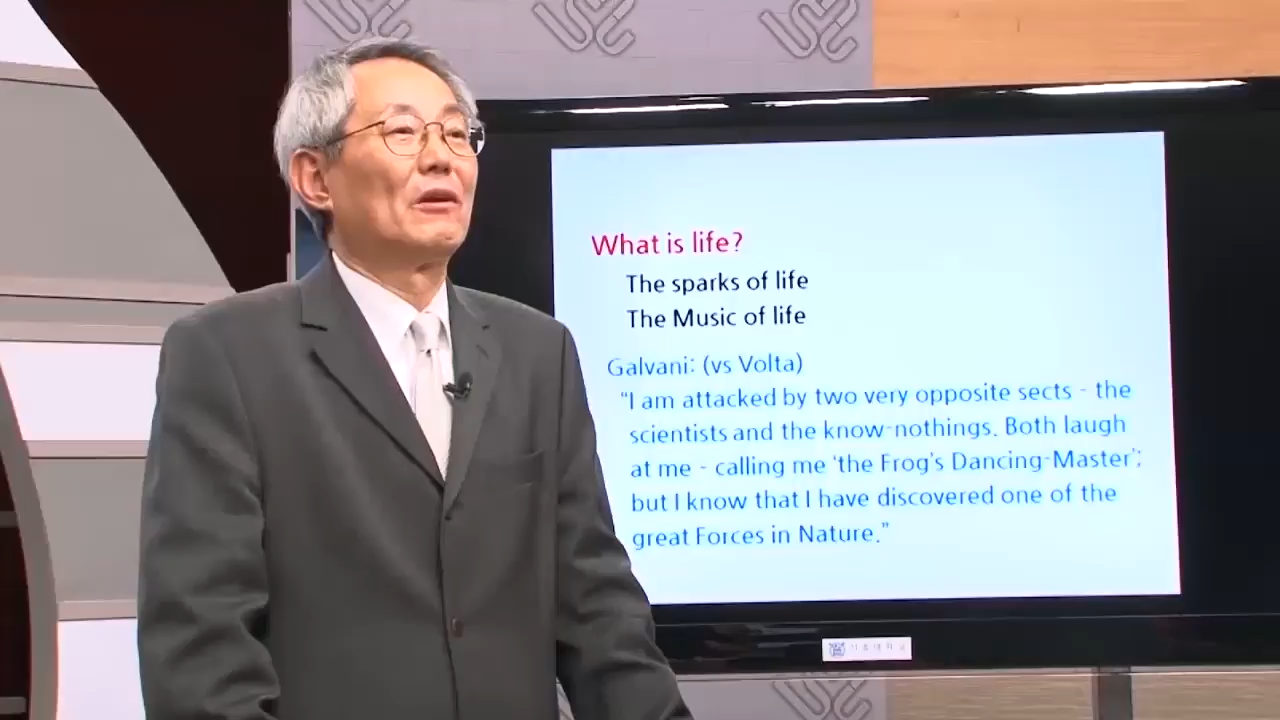 What is life?
The sparks of life
The Music of life
Galvani: (vs Volta)
“I am attacked by two very opposite sects - the
scientists and the know-nothings. Both laugh
at me - calling me ‘the Frog’s Dancing-Master’;
but I know that I have discovered one of the
great Forces in Nature.”